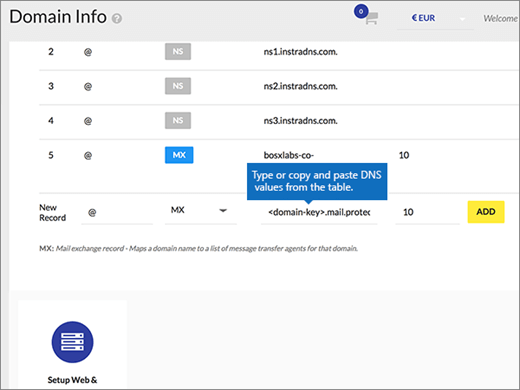 Domain Info ?
0
€ EUR
Welcome
2 @ NS ns1.instradns.com.
3 @ NS ns2.instradns.com.
4 @ NS ns3.instradns.com.
5 @ MX bosxlabs-co- 10
Type or copy and paste DNS
values from the table.
New
Record @ MX <domain-key>.mail.protec 10 ADD
MX: Mail exchange record - Maps a domain name to a list of message transfer agents for that domain.
Setup Web &